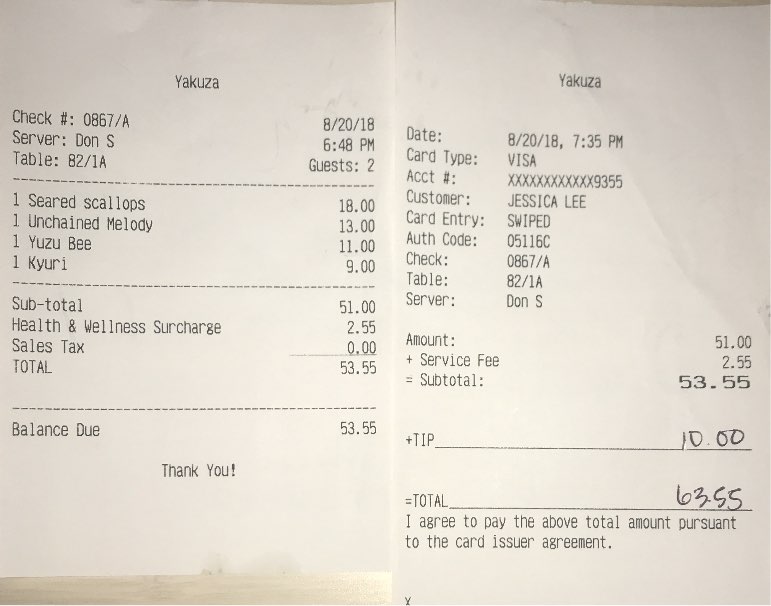 Yakuza
Check #: 0867/A 8/20/18
Server: Don S 6:48 PM
Table: 82/1A Guests: 2
1 Seared scallops 18.00
1 Unchained Melody 13.00
1 Yuzu Bee 11.00
1 Kyuri 9.00
Sub-total 51.00
Health & Wellness Surcharge 2.55
Sales Tax 0.00
TOTAL 53.55
Balance Due 53.55
Thank You!
Yakuza
Date: 8/20/18, 7:35 PM
Card Type: VISA
Acct #: XXXXXXXXXXXX9355
Customer: JESSICA LEE
Card Entry: SWIPED
Auth Code: 05116C
Check: 0867/A
Table: 82/1A
Server: Don S
Amount: 51.00
+ Service Fee 2.55
= Subtotal: 53.55
+TIP 10.00
=TOTAL 63.55
I agree to pay the above total amount pursuant
to the card issuer agreement.
X